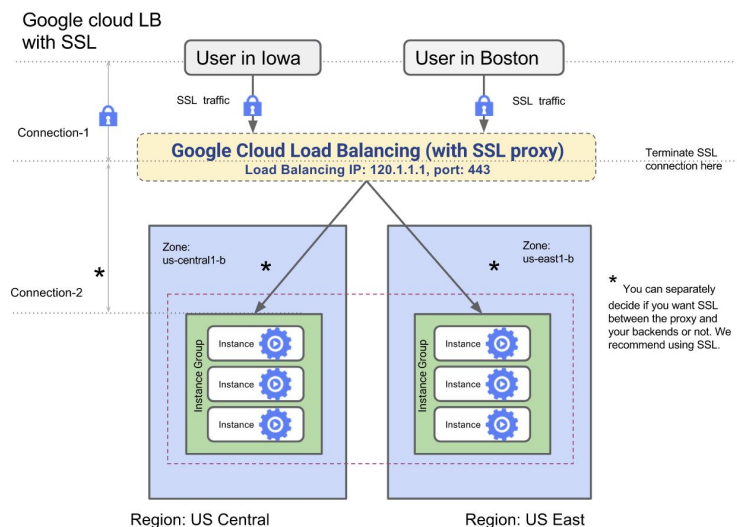 Google cloud LB
with SSL
User in Iowa
User in Boston
SSL traffic
SSL traffic
Connection-1
Google Cloud Load Balancing (with SSL proxy)
Load Balancing IP: 120.1.1.1, port: 443
Terminate SSL
connection here
Zone:
us-central1-b
*
Zone:
us-east1-b
*
*
Connection-2
* You can separately
decide if you want SSL
between the proxy and
your backends or not. We
recommend using SSL.
Instance Group
Instance
Instance
Instance
Instance Group
Instance
Instance
Instance
Region: US Central
Region: US East